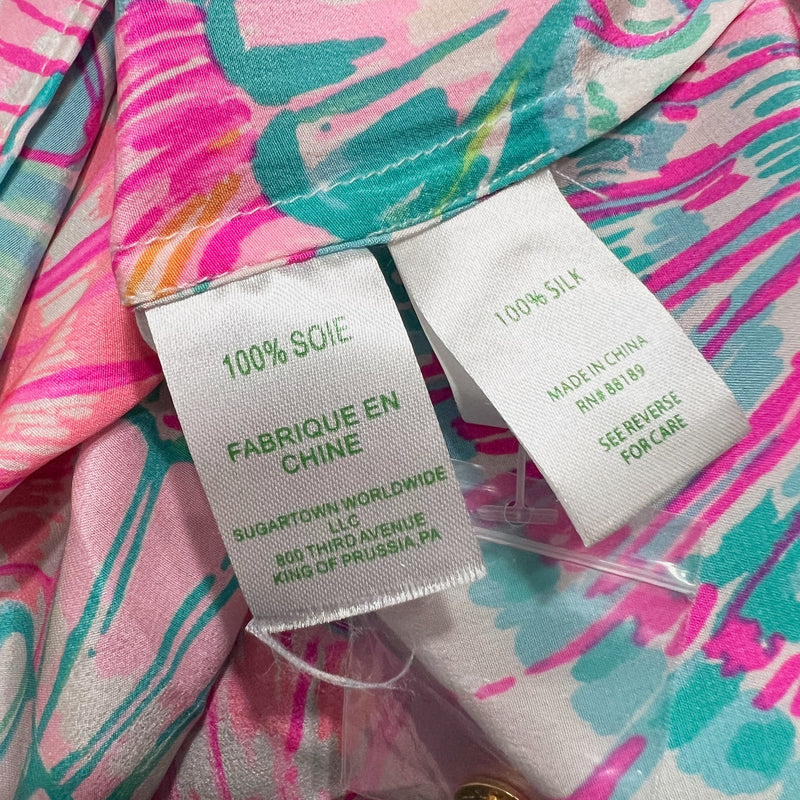 100% SOIE
FABRIQUE EN
CHINE
SUGARTOWN WORLDWIDE
LLC
800 THIRD AVENUE
KING OF PRUSSIA,PA
100% SILK
MADE IN CHINA
RN# 88189
SEE REVERSE
FOR CARE